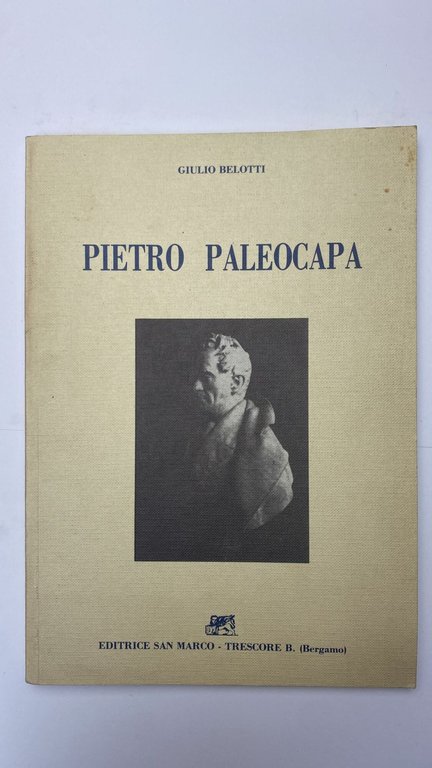 GIULIO BELOTTI
PIETRO PALEOCAPA
EDITRICE SAN MARCO - TRESCORE B. (Bergamo)